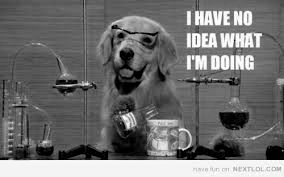 I HAVE NO
IDEA WHAT
I'M DOING
have fun on NEXTLOL.COM